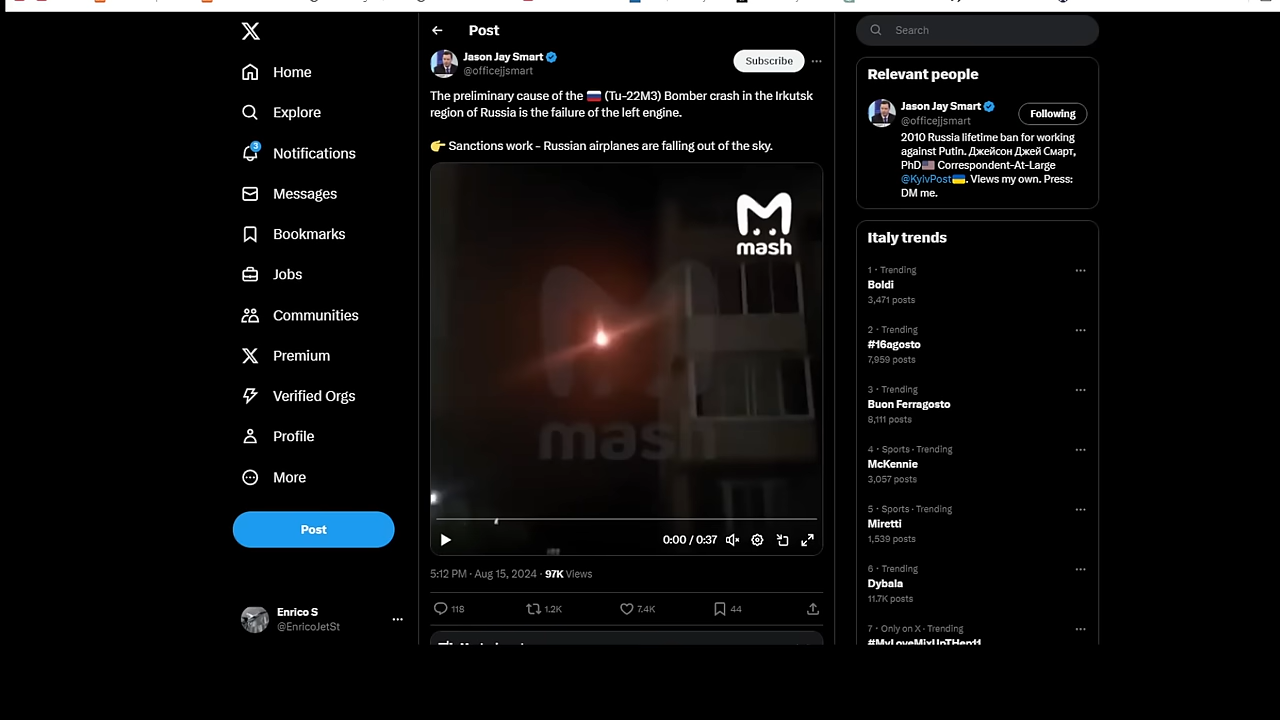 Post
Search
Home
Explore
3
Notifications
Messages
Bookmarks
Jobs
Communities
Premium
Verified Orgs
Profile
More
Post
Enrico S
@EnricoJetSt
Jason Jay Smart
@officejjsmart
Subscribe
The preliminary cause of the 🇷🇺 (Tu-22M3) Bomber crash in the Irkutsk
region of Russia is the failure of the left engine.
👉 Sanctions work – Russian airplanes are falling out of the sky.
mash
mash
0:00 / 0:37
5:12 PM · Aug 15, 2024 · 97K Views
118
1.2K
7.4K
44
Relevant people
Jason Jay Smart
@officejjsmart
Following
2010 Russia lifetime ban for working
against Putin. Джейсон Джей Смарт,
PhD🇺🇸 Correspondent-At-Large
@KyivPost🇺🇦. Views my own. Press:
DM me.
Italy trends
1 · Trending
Boldi
3,471 posts
2 · Trending
#16agosto
7,959 posts
3 · Trending
Buon Ferragosto
8,111 posts
4 · Sports · Trending
McKennie
3,057 posts
5 · Sports · Trending
Miretti
1,539 posts
6 · Trending
Dybala
11.7K posts
7 · Only on X · Trending
#MyLoveMixUpTHep11